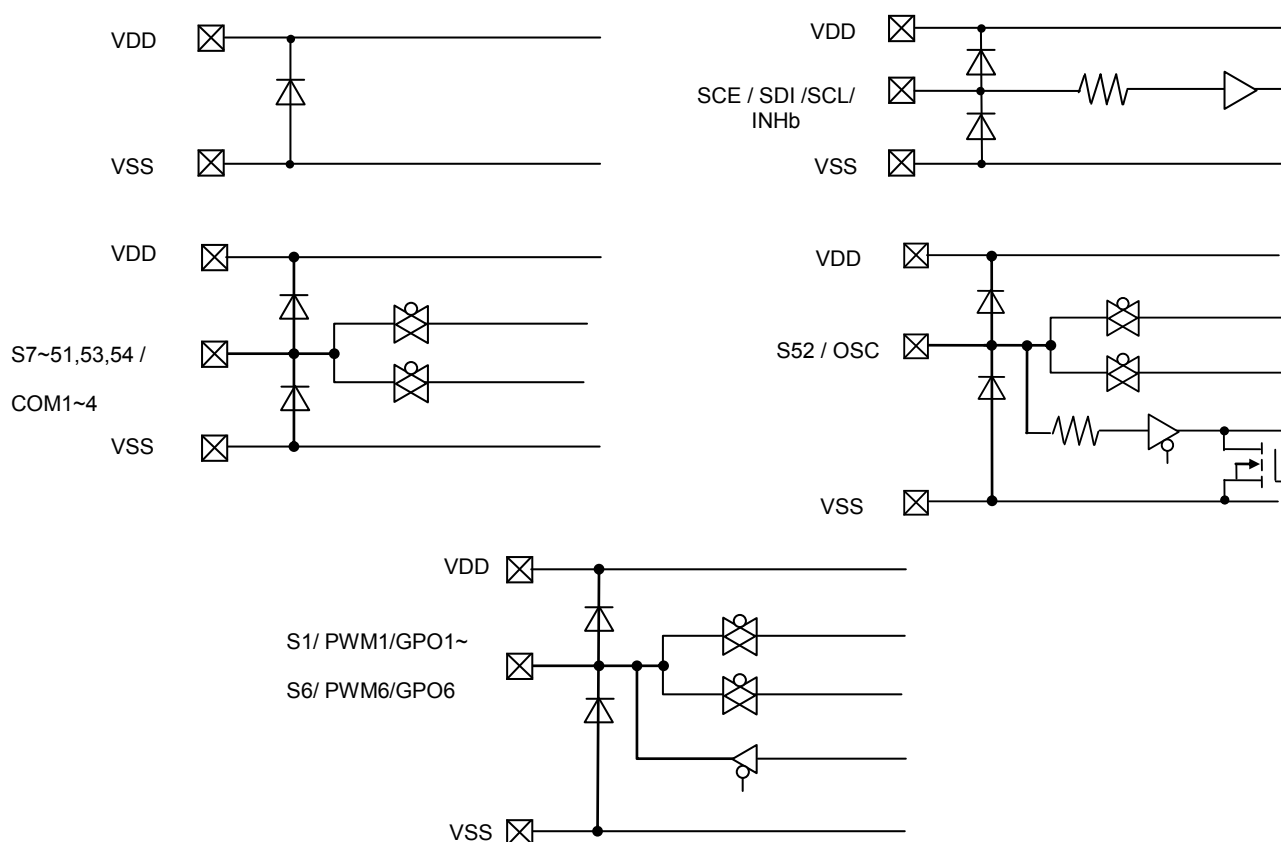 VDD
VSS
VDD
SCE / SDI /SCL/
INHb
VSS
VDD
S7~51,53,54 /
COM1~4
VSS
VDD
S52 / OSC
VSS
VDD
S1/ PWM1/GPO1~
S6/ PWM6/GPO6
VSS